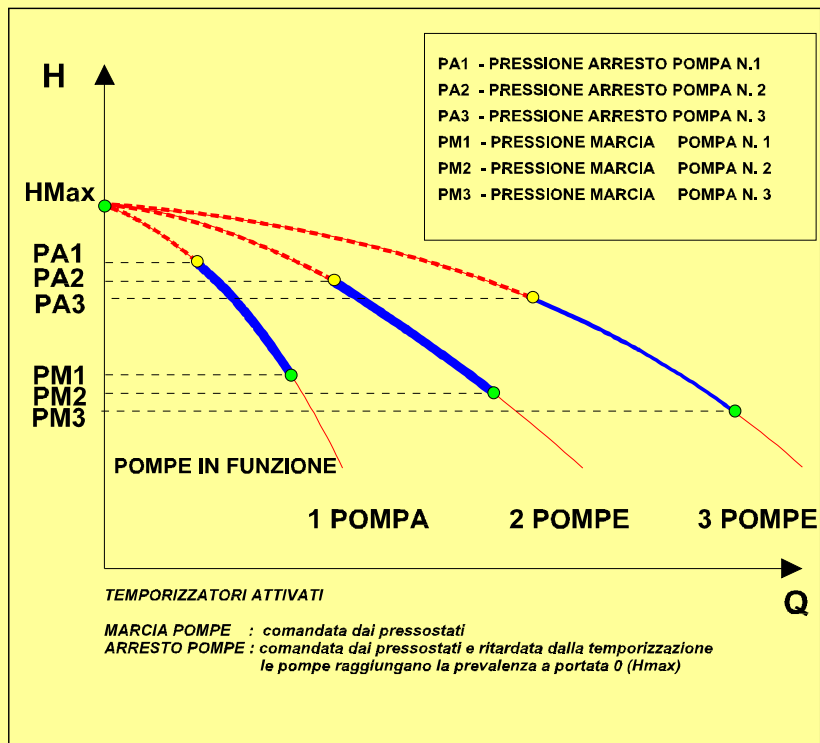 PA1 - PRESSIONE ARRESTO POMPA N.1
PA2 - PRESSIONE ARRESTO POMPA N. 2
PA3 - PRESSIONE ARRESTO POMPA N. 3
PM1 - PRESSIONE MARCIA POMPA N. 1
PM2 - PRESSIONE MARCIA POMPA N. 2
PM3 - PRESSIONE MARCIA POMPA N. 3
H
HMax
PA1
PA2
PA3
PM1
PM2
PM3
POMPE IN FUNZIONE
1 POMPA 2 POMPE 3 POMPE
Q
TEMPORIZZATORI ATTIVATI
MARCIA POMPE : comandata dai pressostati
ARRESTO POMPE : comandata dai pressostati e ritardata dalla temporizzazione
le pompe raggiungano la prevalenza a portata 0 (Hmax)